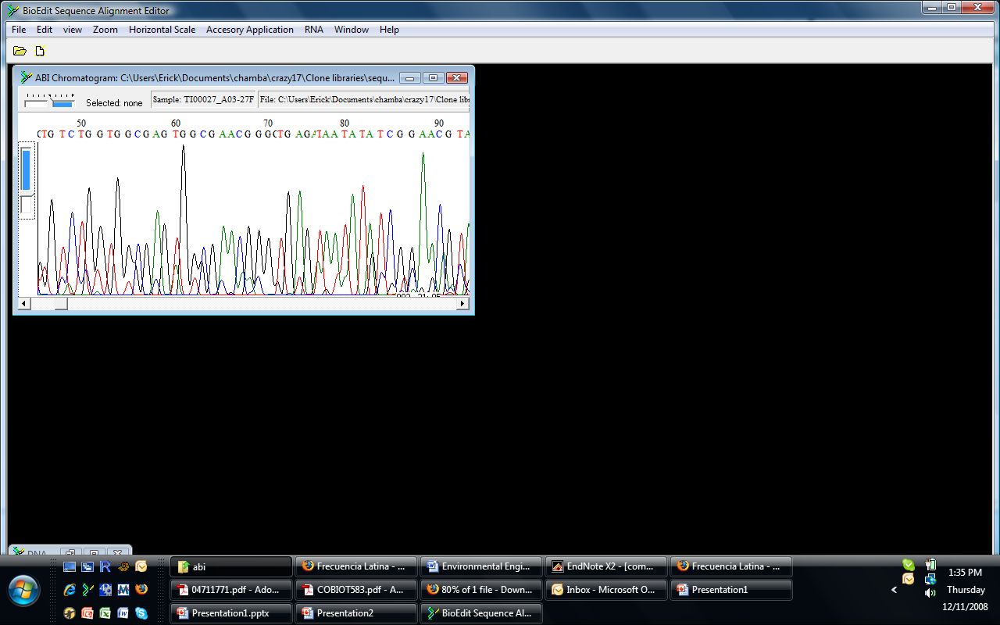 BioEdit Sequence Alignment Editor
File Edit view Zoom Horizontal Scale Accesory Application RNA Window Help
ABI Chromatogram: C:\Users\Erick\Documents\chamba\crazy17\Clone libraries\sequ...
Selected: none
Sample: TI00027_A03-27F
File: C:\Users\Erick\Documents\chamba\crazy17\Clone libr
50 60 70 80 90
CTG TCTGGTGGCGAGTGGCGAACGGGCTGAGATAATATATCGGAACGTA
DNA
abi
Frecuencia Latina - ...
Environmental Engi...
EndNote X2 - [com...
Frecuencia Latina - ...
04711771.pdf - Ado...
COBIOT583.pdf - A...
80% of 1 file - Down...
Inbox - Microsoft O...
Presentation1
Presentation1.pptx
Presentation2
BioEdit Sequence Al...
1:35 PM
Thursday
12/11/2008